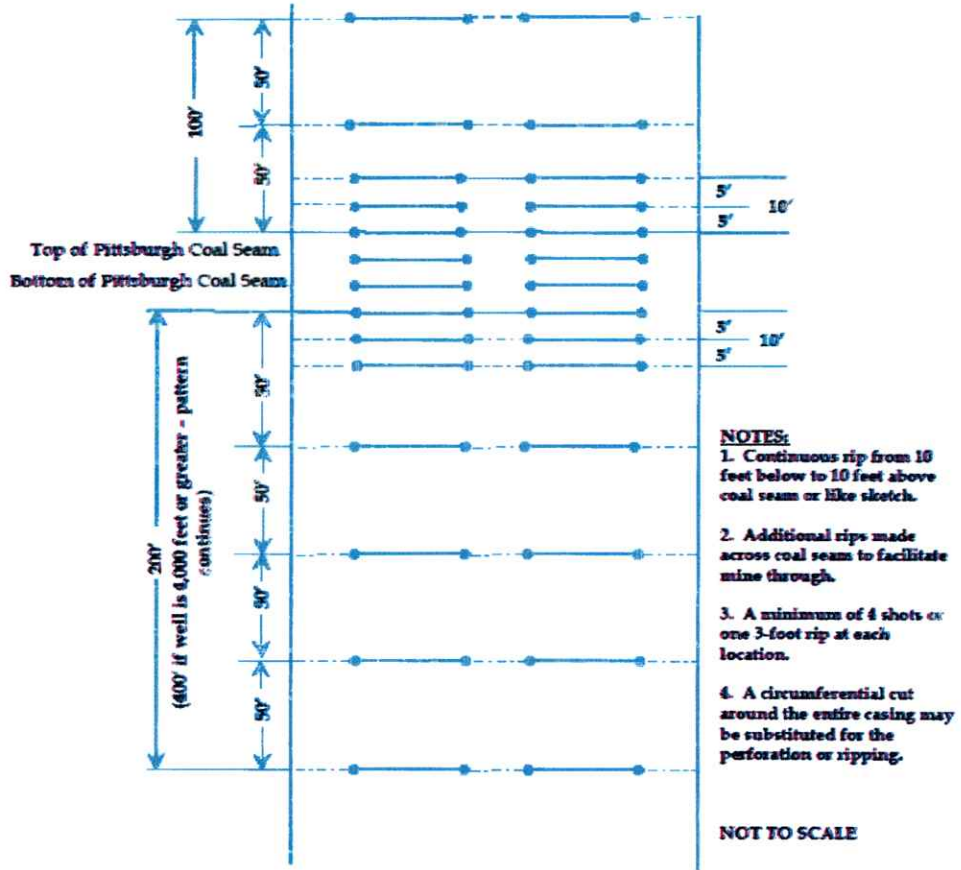 50'
100'
50'
5'
10'
5'
Top of Pittsburgh Coal Seam
Bottom of Pittsburgh Coal Seam
5'
10'
5'
50'
200'
(400' if well is 4,000 feet or greater - pattern
continues)
50'
50'
50'
NOTES:
1. Continuous rip from 10
feet below to 10 feet above
coal seam or like sketch.
2. Additional rips made
across coal seam to facilitate
mine through.
3. A minimum of 4 shots or
one 3-foot rip at each
location.
4. A circumferential cut
around the entire casing may
be substituted for the
perforation or ripping.
NOT TO SCALE